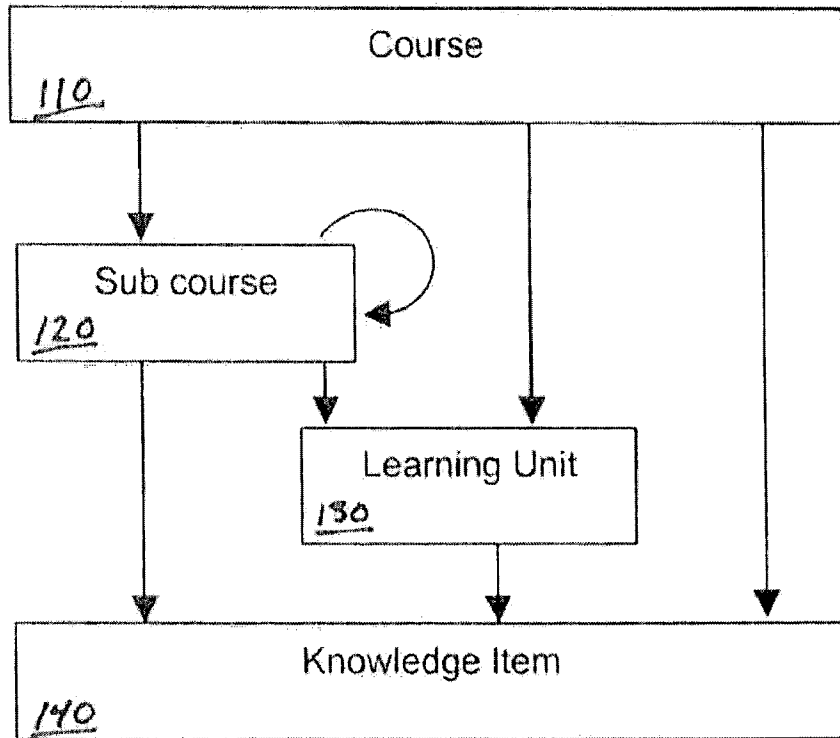 Course
110
Sub course
120
Learning Unit
130
Knowledge Item
140